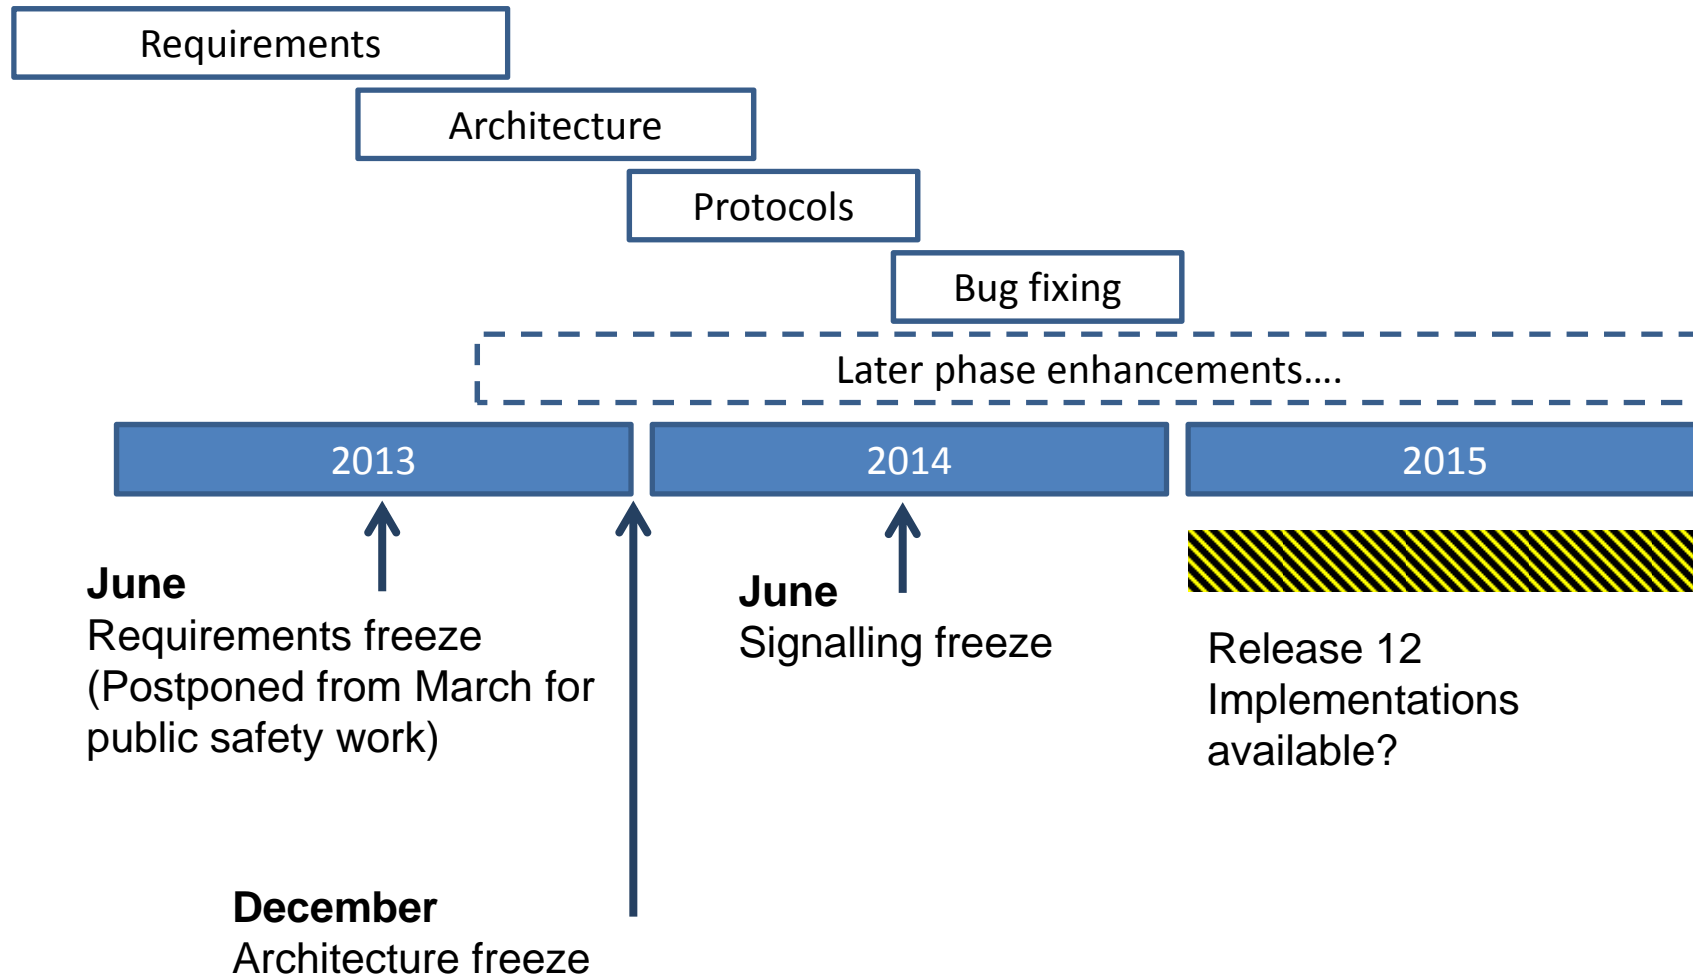 Requirements
Architecture
Protocols
Bug fixing
Later phase enhancements....
2013
2014
2015
June
Requirements freeze
(Postponed from March for
public safety work)
December
Architecture freeze
June
Signalling freeze
Release 12
Implementations
available?